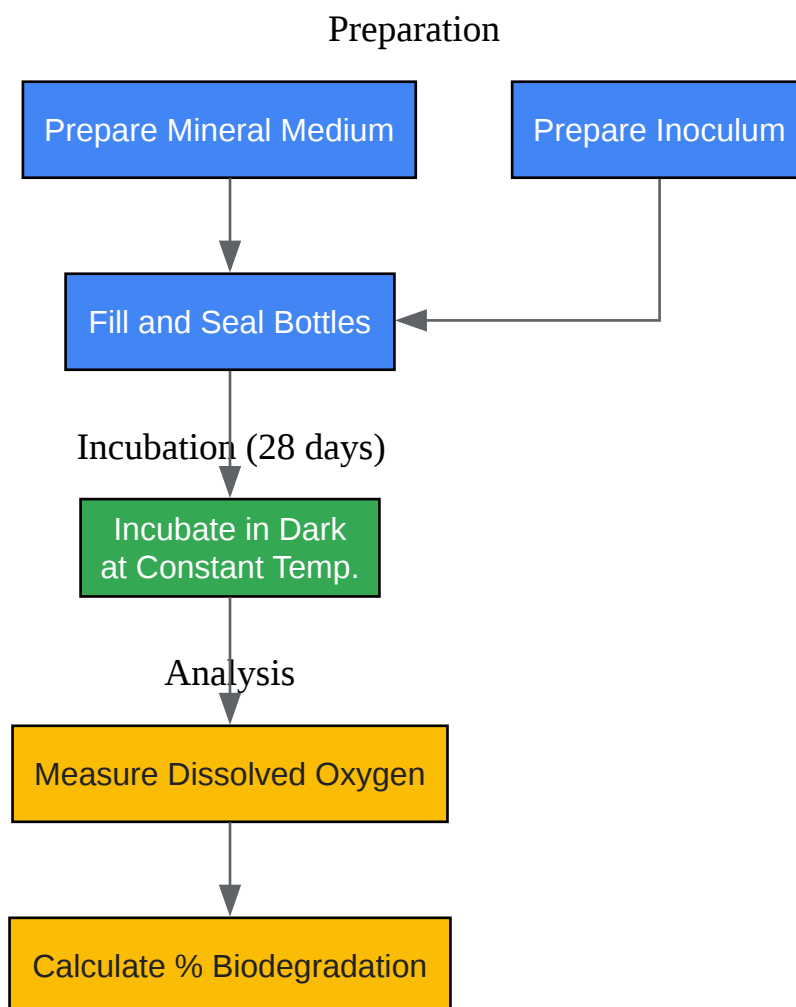 Preparation
Prepare Mineral Medium
Prepare Inoculum
Fill and Seal Bottles
Incubation (28 days)
Incubate in Dark
at Constant Temp.
Analysis
Measure Dissolved Oxygen
Calculate % Biodegradation